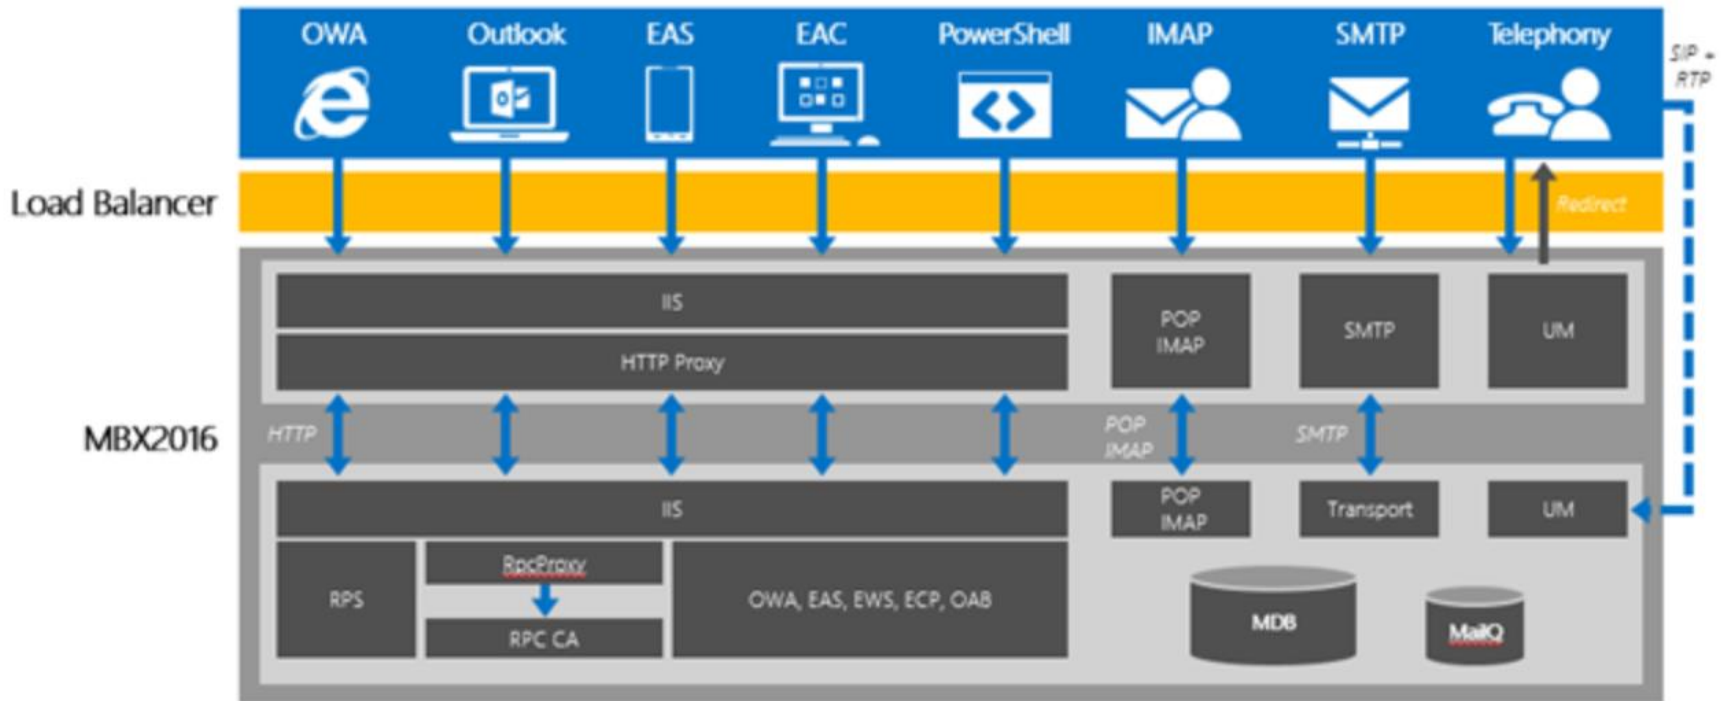 OWA
Outlook
EAS
EAC
PowerShell
IMAP
SMTP
Telephony
SIP +
RTP
Load Balancer
Redirect
IIS
HTTP Proxy
POP
IMAP
SMTP
UM
MBX2016
HTTP
POP
IMAP
SMTP
IIS
POP
IMAP
Transport
UM
RPS
RpcProxy
RPC CA
OWA, EAS, EWS, ECP, OAB
MDB
MailQ